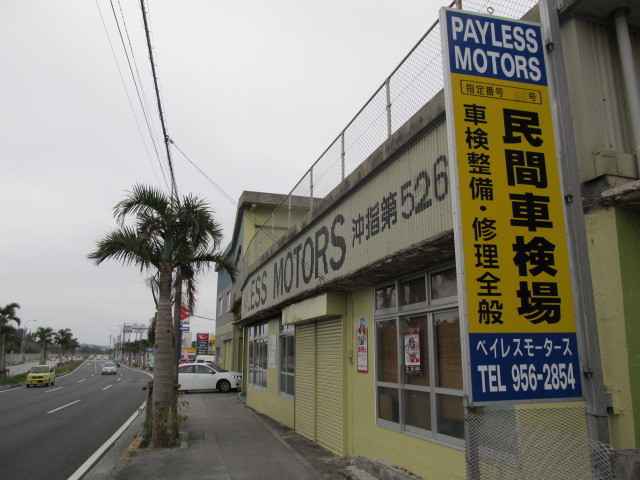 PAYLESS
MOTORS
指定番号 号
民間車検場
車検整備・修理全般
ペイレスモータース
TEL 956-2854
LESS MOTORS 沖指第526